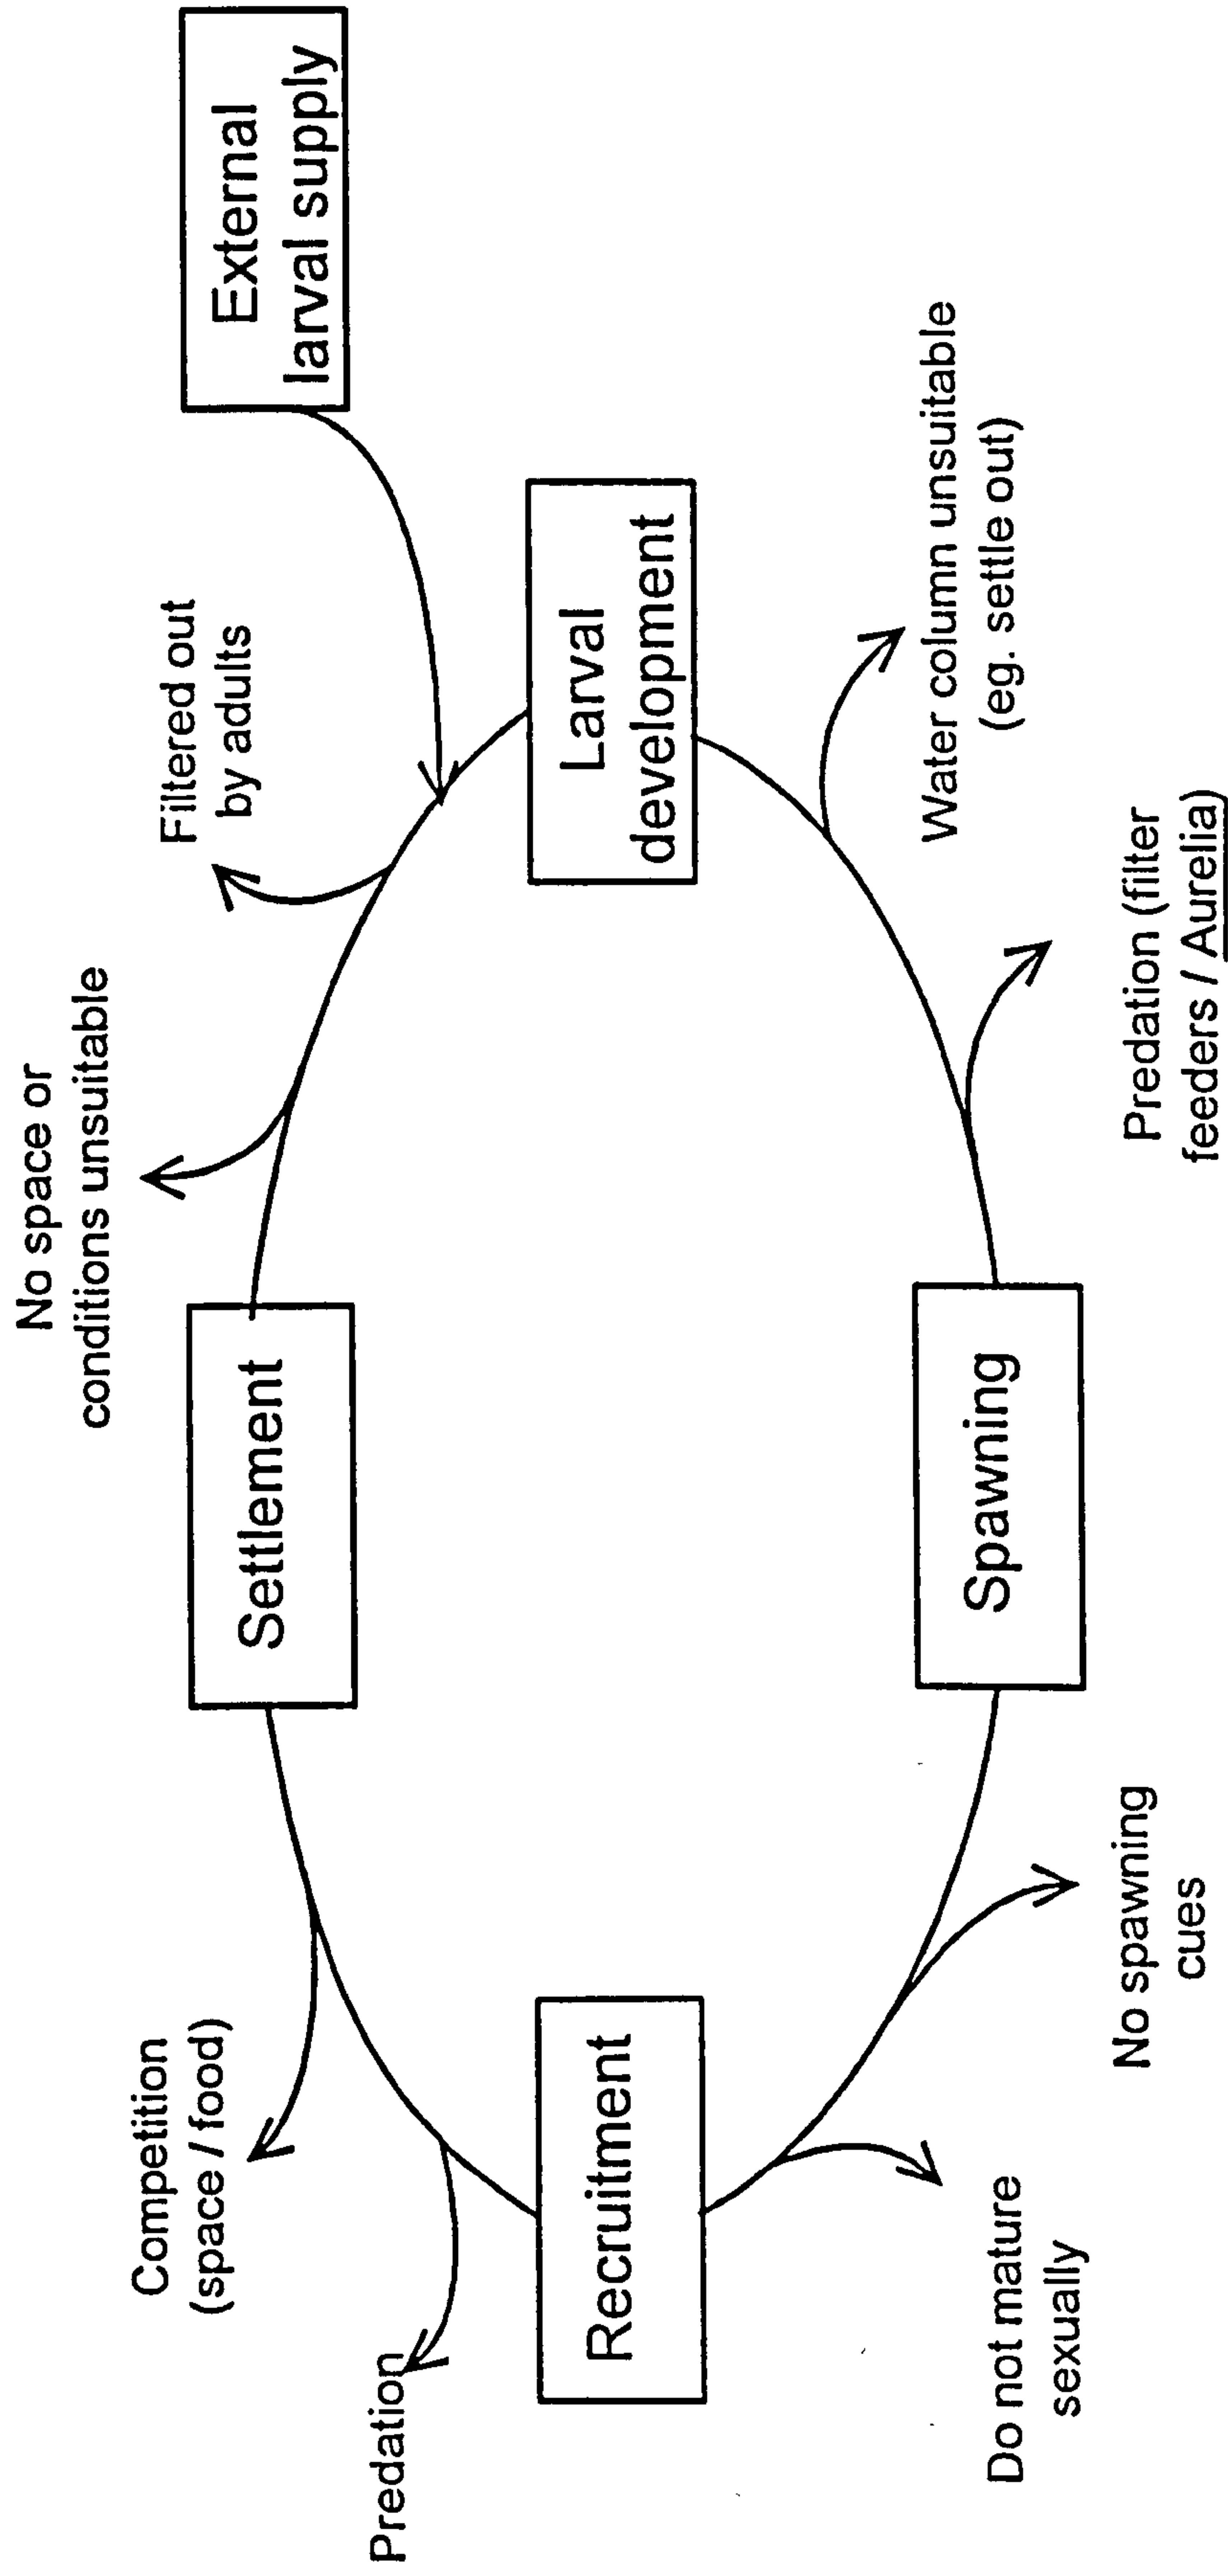 No space or
conditions unsuitable
Filtered out
by adults
External
larval supply
Competition
(space / food)
Settlement
Predation
Recruitment
Larval
development
Do not mature
sexually
Spawning
Water column unsuitable
(eg. settle out)
No spawning
cues
Predation (filter
feeders / Aurelia)